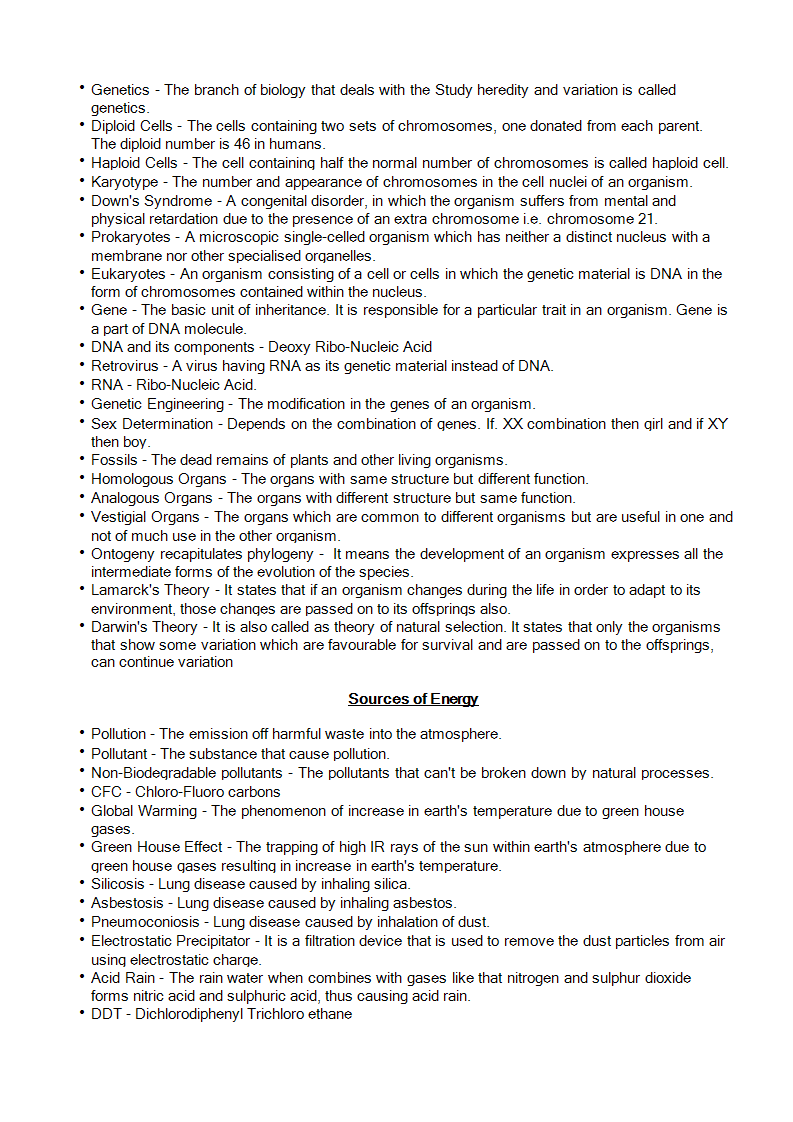 • Genetics - The branch of biology that deals with the Study heredity and variation is called
genetics.
• Diploid Cells - The cells containing two sets of chromosomes, one donated from each parent.
The diploid number is 46 in humans.
• Haploid Cells - The cell containing half the normal number of chromosomes is called haploid cell.
• Karyotype - The number and appearance of chromosomes in the cell nuclei of an organism.
• Down's Syndrome - A congenital disorder, in which the organism suffers from mental and
physical retardation due to the presence of an extra chromosome i.e. chromosome 21.
• Prokaryotes - A microscopic single-celled organism which has neither a distinct nucleus with a
membrane nor other specialised organelles.
• Eukaryotes - An organism consisting of a cell or cells in which the genetic material is DNA in the
form of chromosomes contained within the nucleus.
• Gene - The basic unit of inheritance. It is responsible for a particular trait in an organism. Gene is
a part of DNA molecule.
• DNA and its components - Deoxy Ribo-Nucleic Acid
• Retrovirus - A virus having RNA as its genetic material instead of DNA.
• RNA - Ribo-Nucleic Acid.
• Genetic Engineering - The modification in the genes of an organism.
• Sex Determination - Depends on the combination of genes. If. XX combination then girl and if XY
then boy.
• Fossils - The dead remains of plants and other living organisms.
• Homologous Organs - The organs with same structure but different function.
• Analogous Organs - The organs with different structure but same function.
• Vestigial Organs - The organs which are common to different organisms but are useful in one and
not of much use in the other organism.
• Ontogeny recapitulates phylogeny - It means the development of an organism expresses all the
intermediate forms of the evolution of the species.
• Lamarck's Theory - It states that if an organism changes during the life in order to adapt to its
environment, those changes are passed on to its offsprings also.
• Darwin's Theory - It is also called as theory of natural selection. It states that only the organisms
that show some variation which are favourable for survival and are passed on to the offsprings,
can continue variation
Sources of Energy
• Pollution - The emission off harmful waste into the atmosphere.
• Pollutant - The substance that cause pollution.
• Non-Biodegradable pollutants - The pollutants that can't be broken down by natural processes.
• CFC - Chloro-Fluoro carbons
• Global Warming - The phenomenon of increase in earth's temperature due to green house
gases.
• Green House Effect - The trapping of high IR rays of the sun within earth's atmosphere due to
green house gases resulting in increase in earth's temperature.
• Silicosis - Lung disease caused by inhaling silica.
• Asbestosis - Lung disease caused by inhaling asbestos.
• Pneumoconiosis - Lung disease caused by inhalation of dust.
• Electrostatic Precipitator - It is a filtration device that is used to remove the dust particles from air
using electrostatic charge.
• Acid Rain - The rain water when combines with gases like that nitrogen and sulphur dioxide
forms nitric acid and sulphuric acid, thus causing acid rain.
• DDT - Dichlorodiphenyl Trichloro ethane